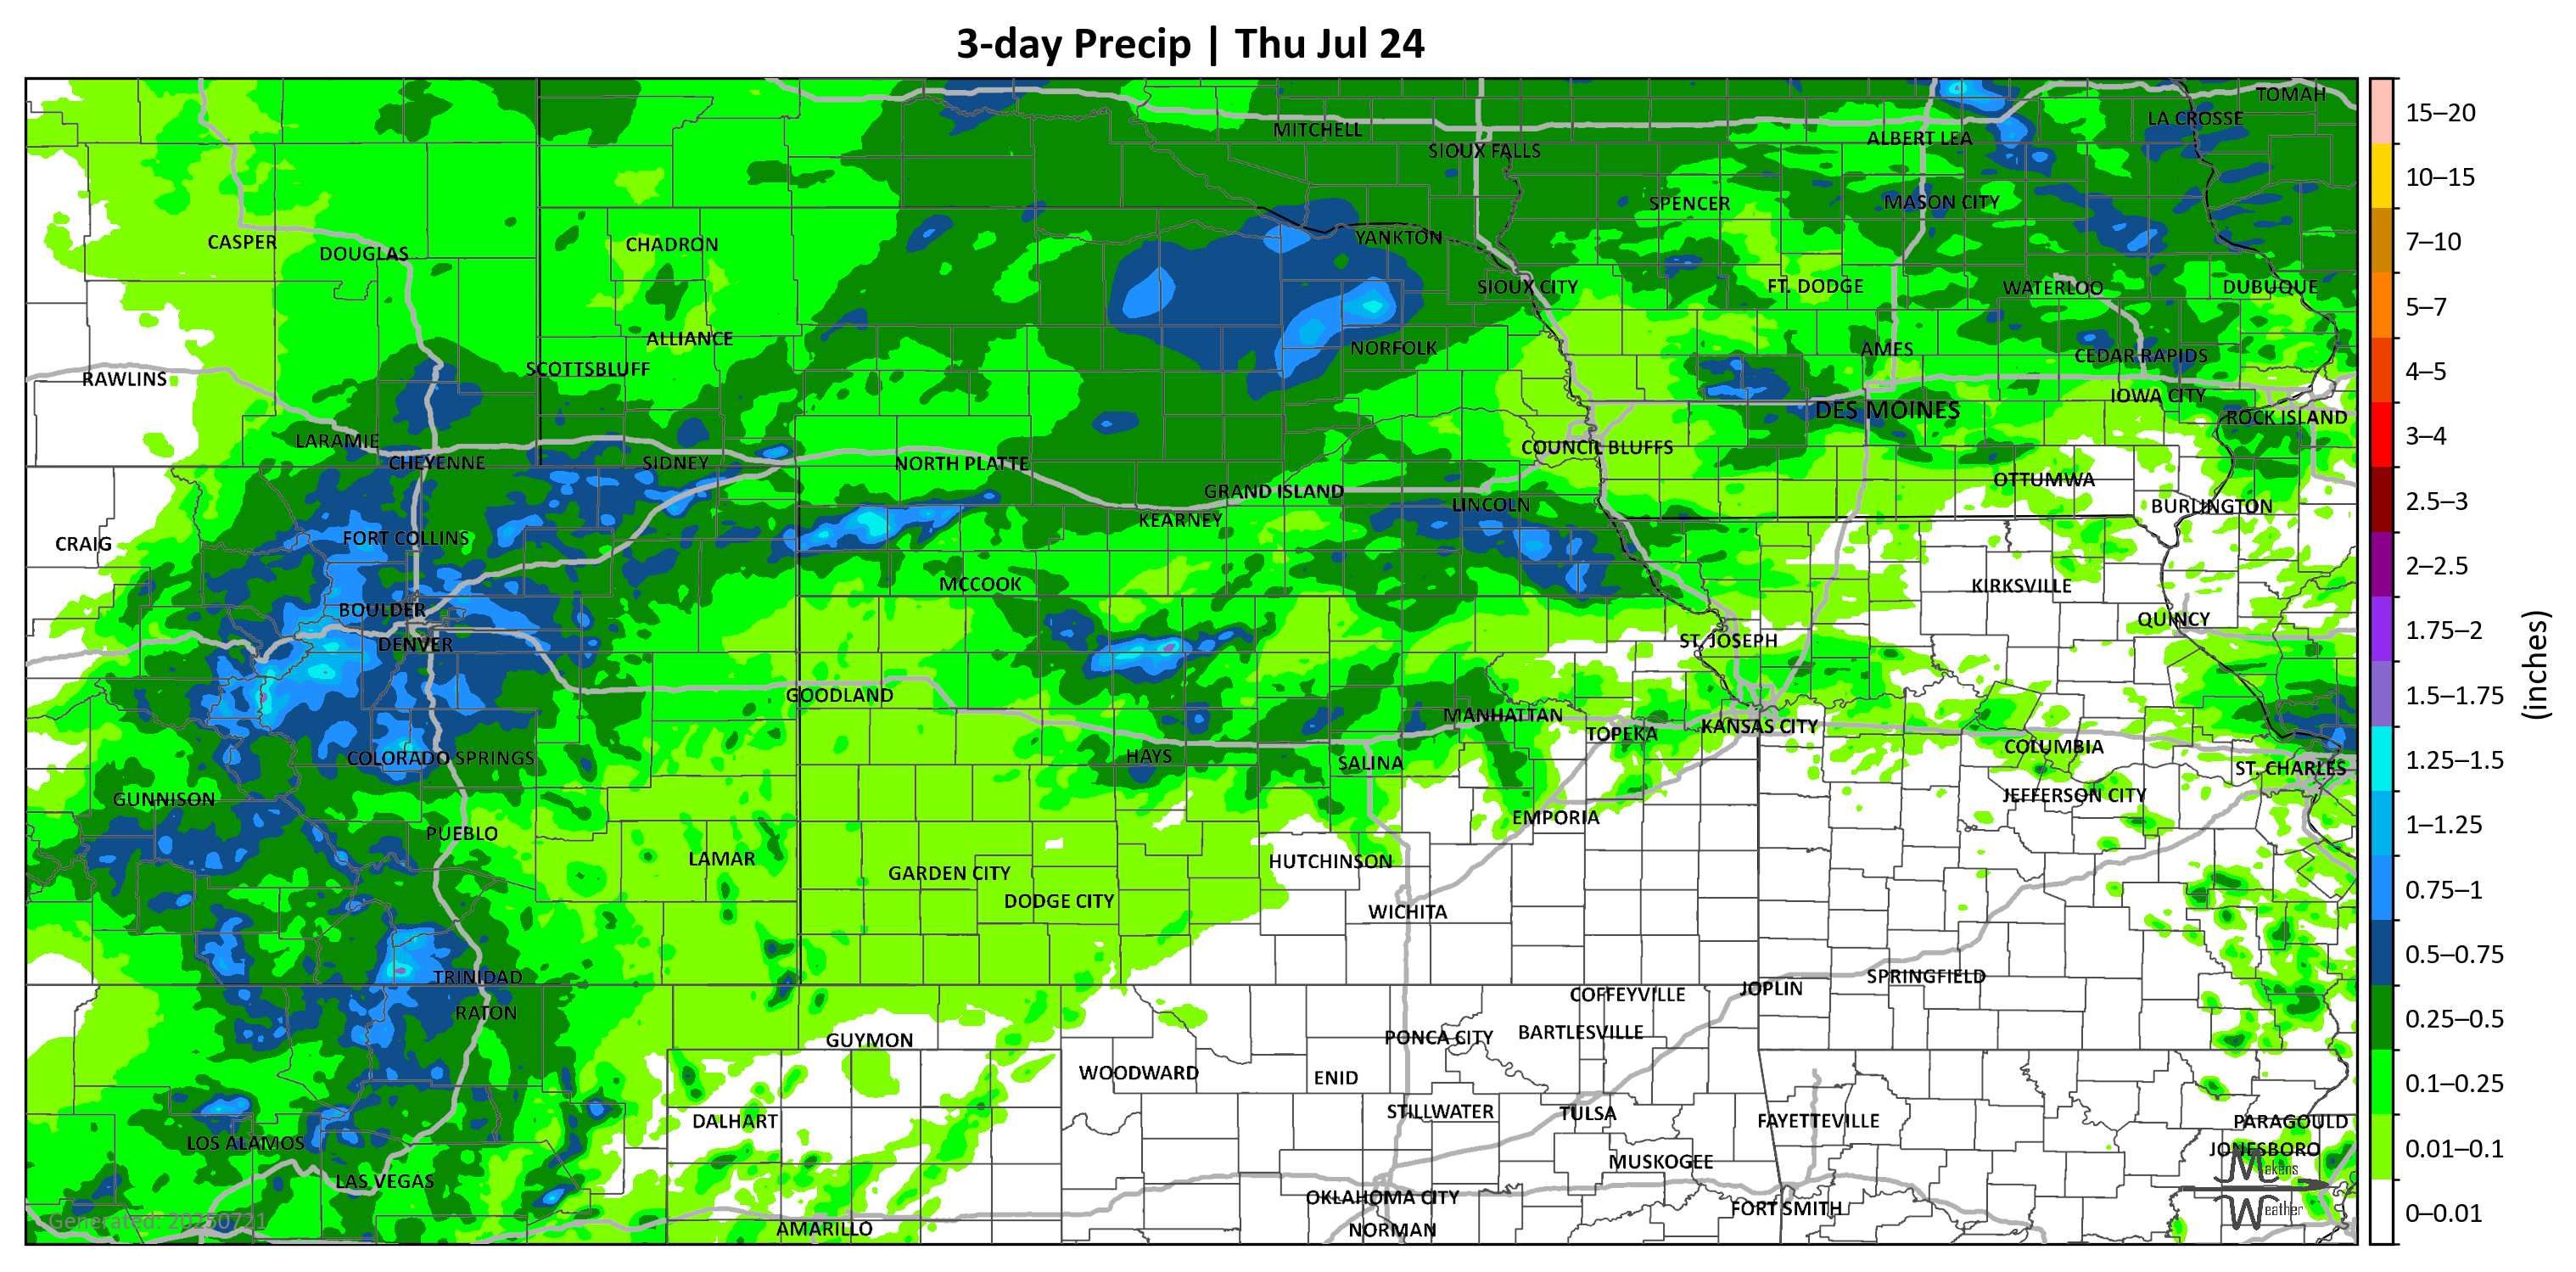 3-day Precip | Thu Jul 24
TOMAH
LA CROSSE
MITCHELL
ALBERT LEA
SIOUX FALLS
SPENCER
MASON CITY
CASPER
DOUGLAS
CHADRON
YANKTON
SIOUX CITY
FT. DODGE
WATERLOO
DUBUQUE
ALLIANCE
NORFOLK
AMES
CEDAR RAPIDS
SCOTTSBLUFF
RAWLINS
IOWA CITY
DES MOINES
ROCK ISLAND
LARAMIE
COUNCIL BLUFFS
CHEYENNE
SIDNEY
NORTH PLATTE
OTTUMWA
GRAND ISLAND
LINCOLN
BURLINGTON
KEARNEY
CRAIG
FORT COLLINS
MCCOOK
KIRKSVILLE
BOULDER
QUINCY
DENVER
ST. JOSEPH
GOODLAND
MANHATTAN
TOPEKA
KANSAS CITY
COLUMBIA
COLORADO SPRINGS
HAYS
SALINA
ST. CHARLES
GUNNISON
JEFFERSON CITY
EMPORIA
PUEBLO
LAMAR
HUTCHINSON
GARDEN CITY
DODGE CITY
WICHITA
TRINIDAD
SPRINGFIELD
JOPLIN
COFFEYVILLE
RATON
BARTLESVILLE
PONCA CITY
GUYMON
WOODWARD
ENID
STILLWATER
TULSA
DALHART
FAYETTEVILLE
PARAGOULD
LOS ALAMOS
JONESBORO
MUSKOGEE
Mekens
LAS VEGAS
OKLAHOMA CITY
FORT SMITH
Weather
Generated: 20250721
AMARILLO
NORMAN
15–20
10–15
7–10
5–7
4–5
3–4
2.5–3
2–2.5
1.75–2
1.5–1.75
1.25–1.5
1–1.25
0.75–1
0.5–0.75
0.25–0.5
0.1–0.25
0.01–0.1
0–0.01
(inches)